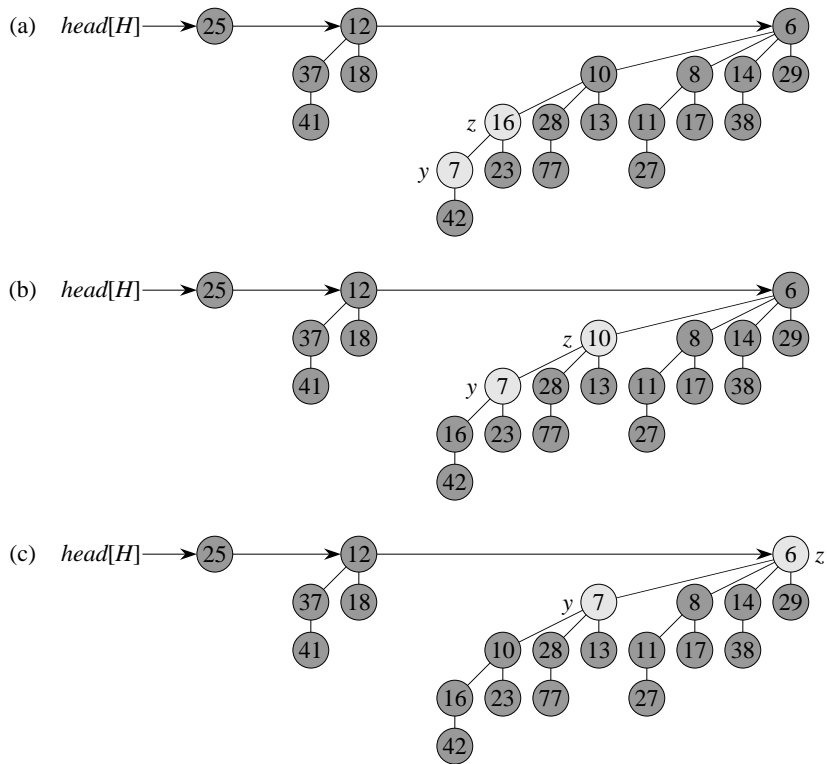 (a) head[H] 25 12 6
37 18 10 8 14 29
41 z 16 28 13 11 17 38
y 7 23 77 27
42
(b) head[H] 25 12 6
37 18 z 10 8 14 29
41 y 7 28 13 11 17 38
16 23 77 27
42
(c) head[H] 25 12 6 z
37 18 y 7 8 14 29
41 10 28 13 11 17 38
16 23 77 27
42